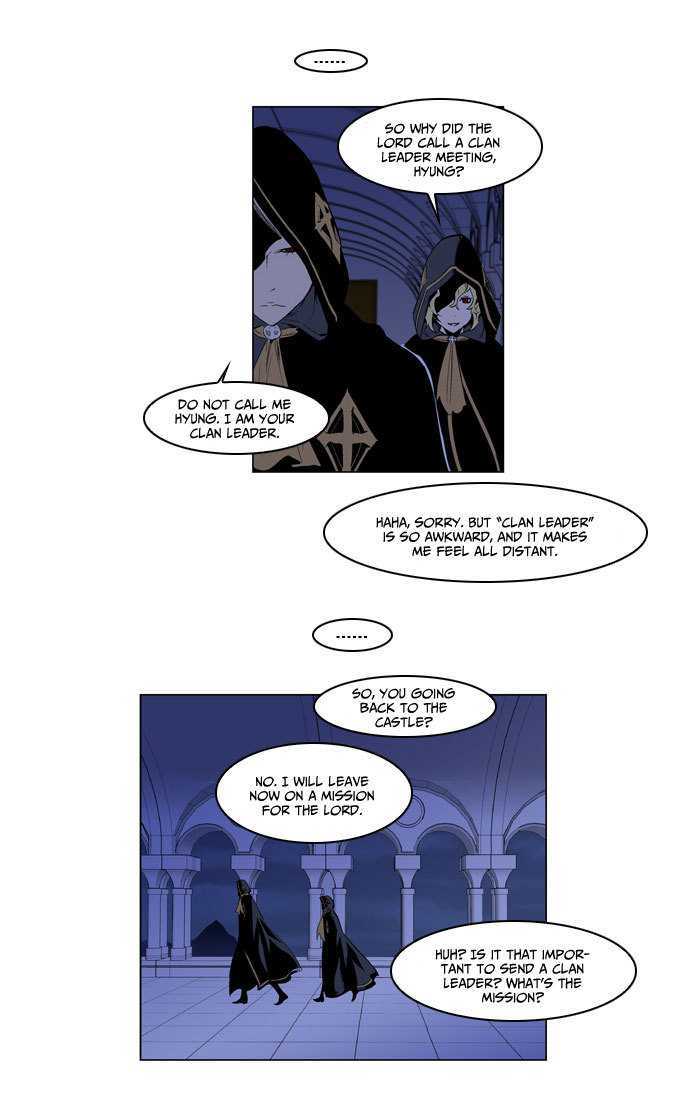 ......
SO WHY DID THE
LORD CALL A CLAN
LEADER MEETING,
HYUNG?
DO NOT CALL ME
HYUNG. I AM YOUR
CLAN LEADER.
HAHA, SORRY. BUT "CLAN LEADER"
IS SO AWKWARD, AND IT MAKES
ME FEEL ALL DISTANT.
......
SO, YOU GOING
BACK TO THE
CASTLE?
NO. I WILL LEAVE
NOW ON A MISSION
FOR THE LORD.
HUH? IS IT THAT IMPOR-
TANT TO SEND A CLAN
LEADER? WHAT'S THE
MISSION?